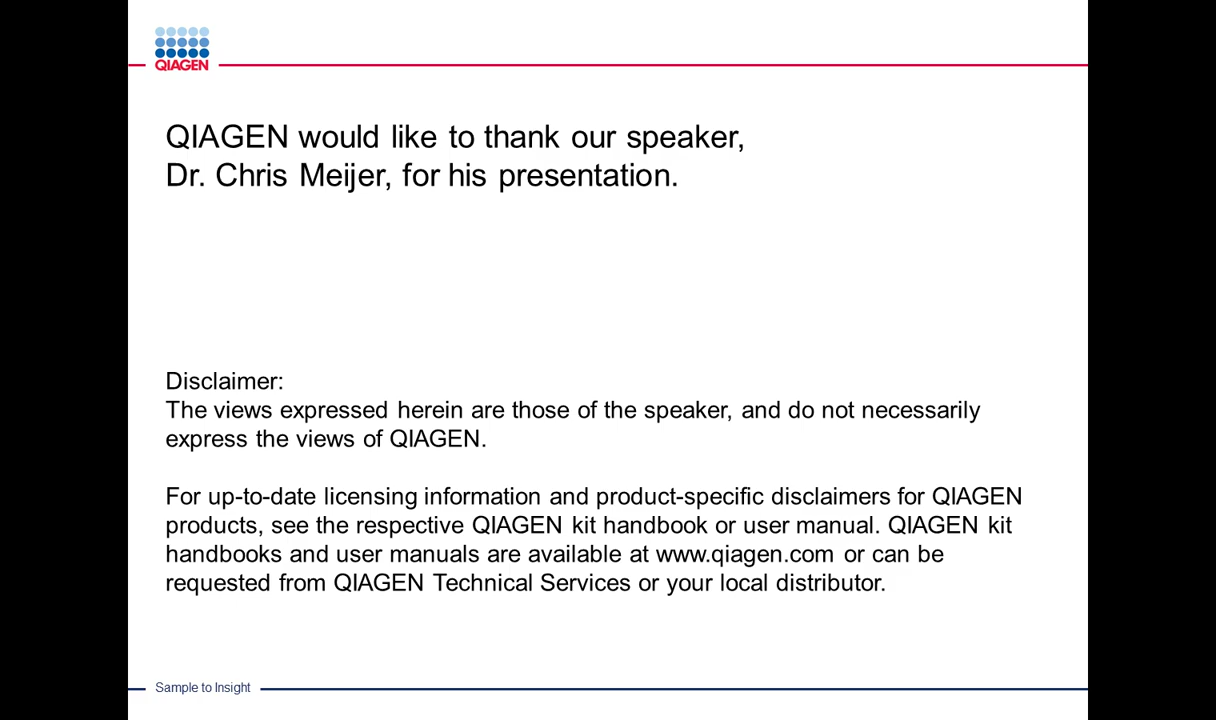 QIAGEN
QIAGEN would like to thank our speaker,
Dr. Chris Meijer, for his presentation.
Disclaimer:
The views expressed herein are those of the speaker, and do not necessarily
express the views of QIAGEN.
For up-to-date licensing information and product-specific disclaimers for QIAGEN
products, see the respective QIAGEN kit handbook or user manual. QIAGEN kit
handbooks and user manuals are available at www.qiagen.com or can be
requested from QIAGEN Technical Services or your local distributor.
Sample to Insight